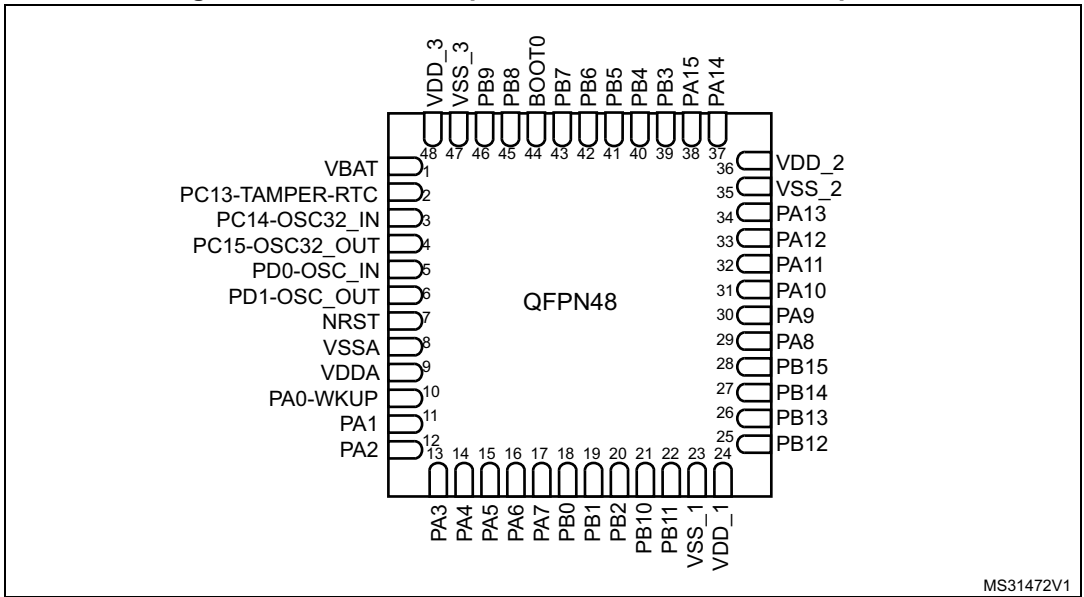 VDD_3
VSS_3
PB9
PB8
BOOT0
PB7
PB6
PB5
PB4
PB3
PA15
PA14
48 47 46 45 44 43 42 41 40 39 38 37
VBAT 1
PC13-TAMPER-RTC 2
PC14-OSC32_IN 3
PC15-OSC32_OUT 4
PD0-OSC_IN 5
PD1-OSC_OUT 6
NRST 7
VSSA 8
VDDA 9
PA0-WKUP 10
PA1 11
PA2 12
QFPN48
36 VDD_2
35 VSS_2
34 PA13
33 PA12
32 PA11
31 PA10
30 PA9
29 PA8
28 PB15
27 PB14
26 PB13
25 PB12
13 14 15 16 17 18 19 20 21 22 23 24
PA3
PA4
PA5
PA6
PA7
PB0
PB1
PB2
PB10
PB11
VSS_1
VDD_1
MS31472V1